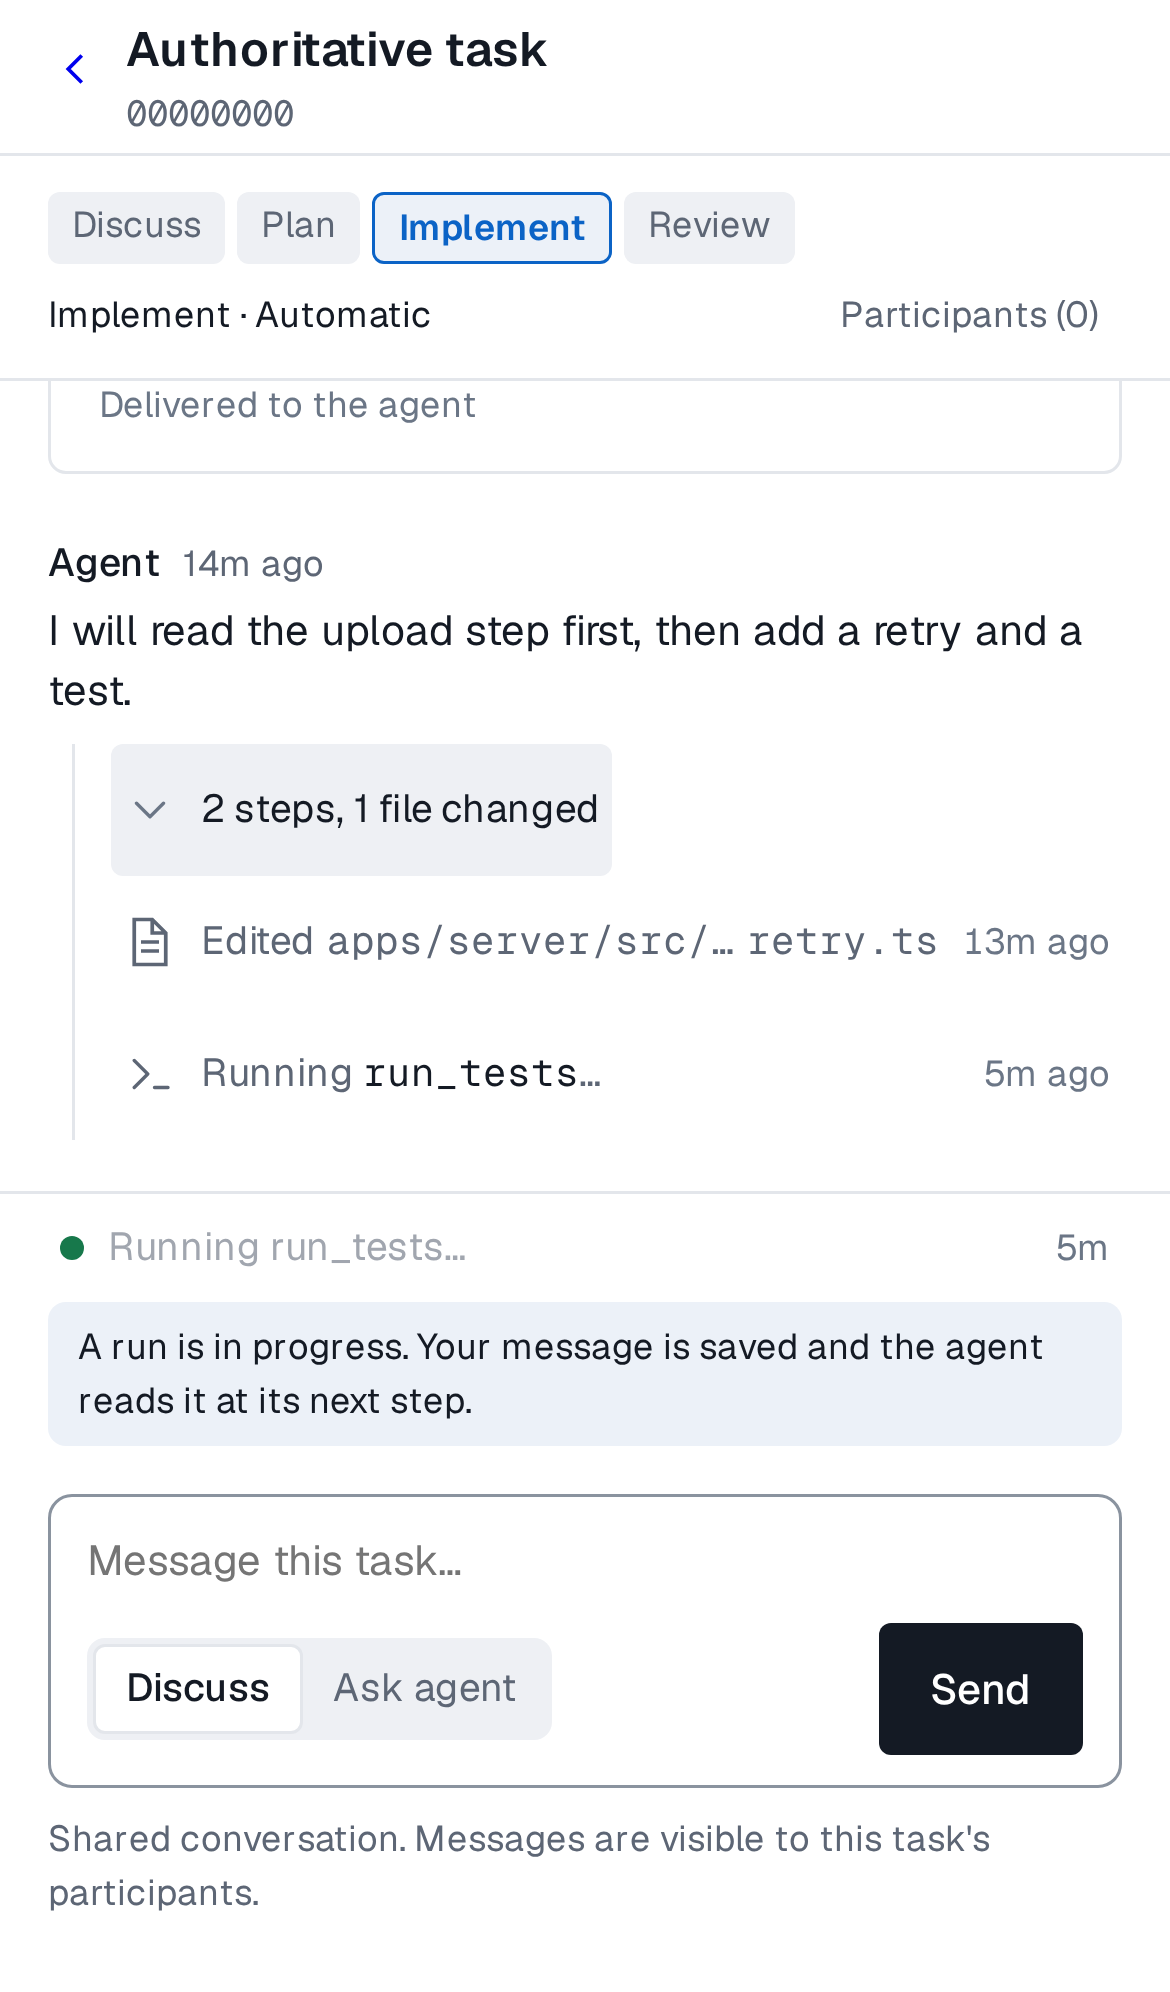 Authoritative task
00000000
Discuss Plan Implement Review
Implement · Automatic Participants (0)
Delivered to the agent
Agent 14m ago
I will read the upload step first, then add a retry and a
test.
2 steps, 1 file changed
Edited apps/server/src/… retry.ts 13m ago
Running run_tests… 5m ago
Running run_tests… 5m
A run is in progress. Your message is saved and the agent
reads it at its next step.
Message this task…
Discuss Ask agent Send
Shared conversation. Messages are visible to this task's
participants.